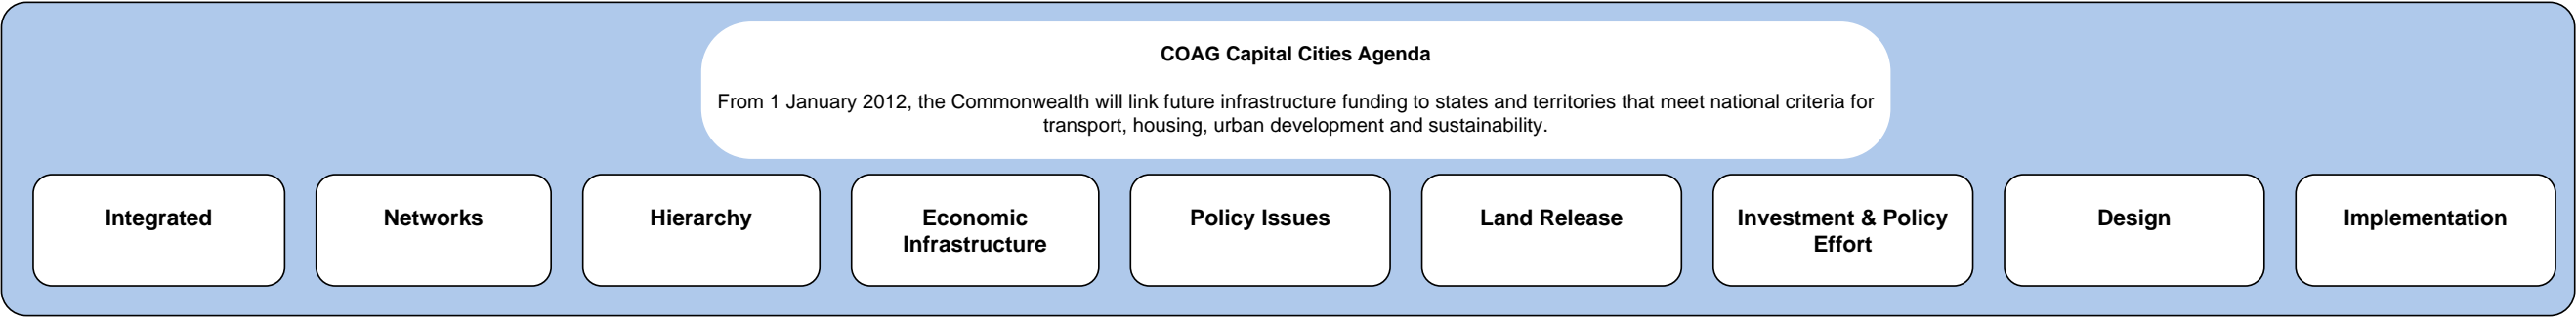 COAG Capital Cities Agenda
From 1 January 2012, the Commonwealth will link future infrastructure funding to states and territories that meet national criteria for
transport, housing, urban development and sustainability.
Integrated
Networks
Hierarchy
Economic
Infrastructure
Policy Issues
Land Release
Investment & Policy
Effort
Design
Implementation